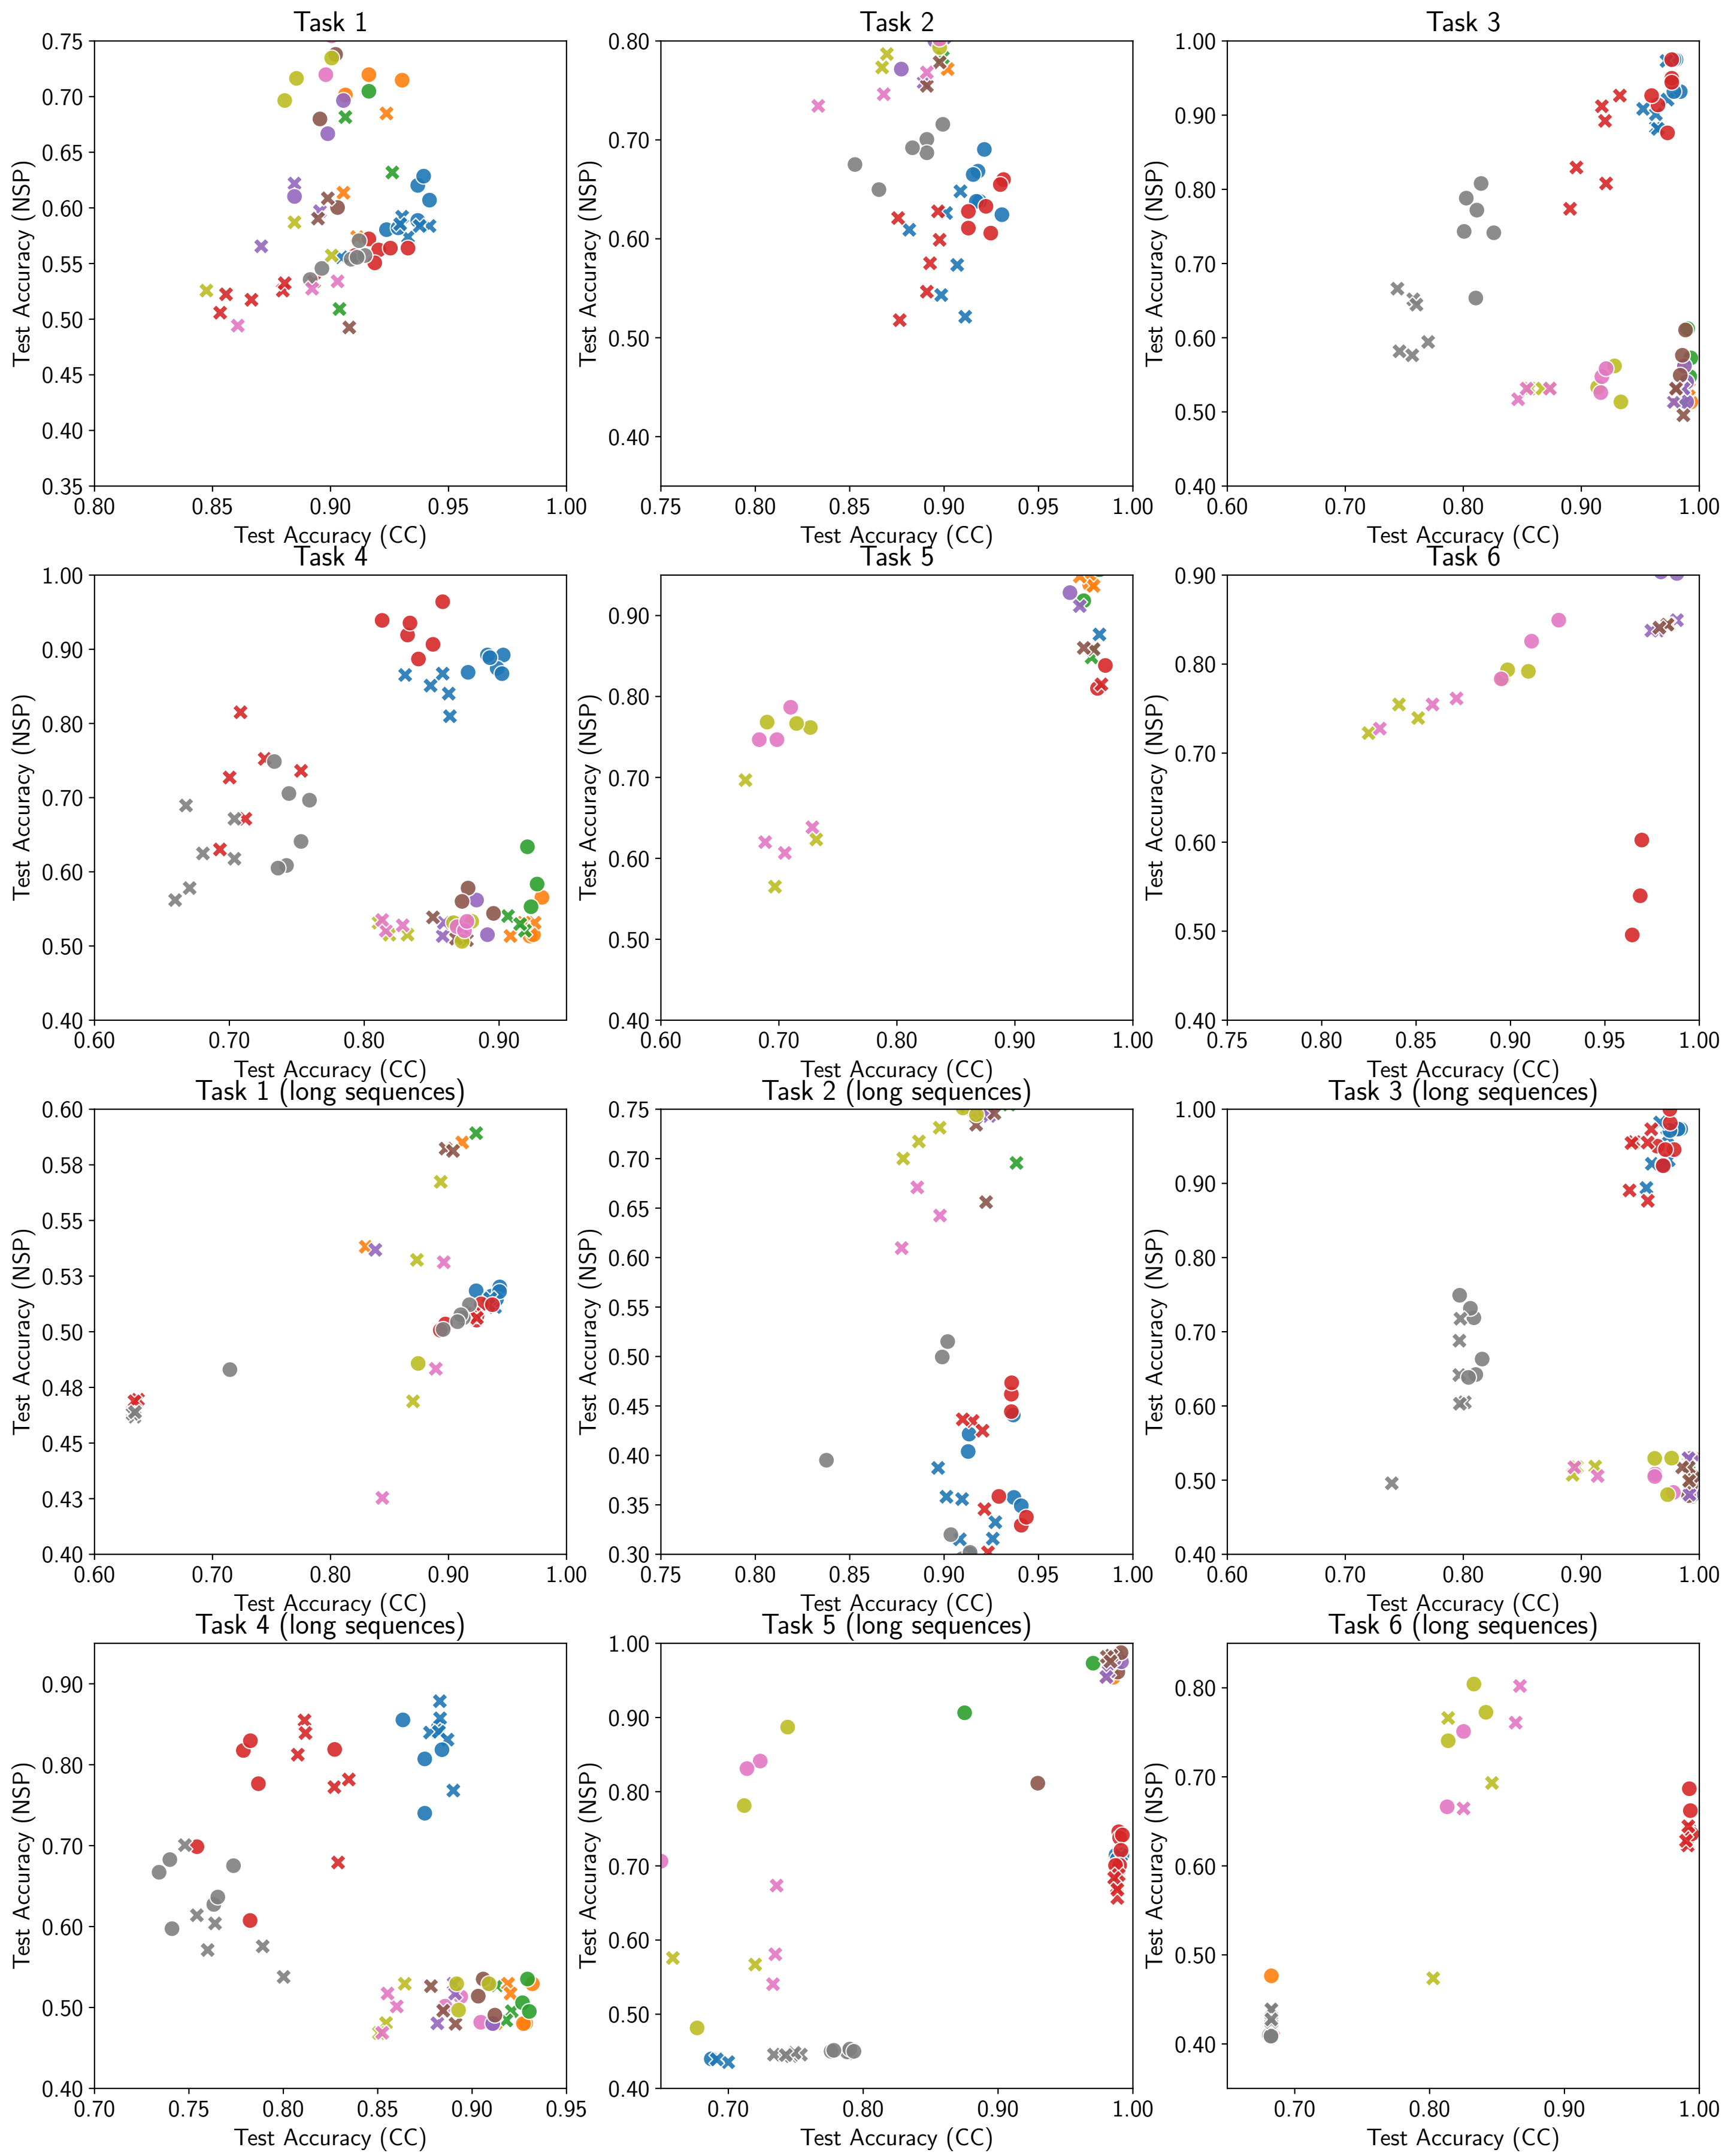 Task 1
Task 2
Task 3
0.75
0.70
0.65
0.60
0.55
0.50
0.45
0.40
0.35
Test Accuracy (NSP)
0.80 0.85 0.90 0.95 1.00
Test Accuracy (CC)
0.80
0.70
0.60
0.50
0.40
Test Accuracy (NSP)
0.75 0.80 0.85 0.90 0.95 1.00
Test Accuracy (CC)
1.00
0.90
0.80
0.70
0.60
0.50
0.40
Test Accuracy (NSP)
0.60 0.70 0.80 0.90 1.00
Test Accuracy (CC)
Task 4
Task 5
Task 6
1.00
0.90
0.80
0.70
0.60
0.50
0.40
Test Accuracy (NSP)
0.60 0.70 0.80 0.90
Test Accuracy (CC)
0.90
0.80
0.70
0.60
0.50
0.40
Test Accuracy (NSP)
0.60 0.70 0.80 0.90 1.00
Test Accuracy (CC)
0.90
0.80
0.70
0.60
0.50
0.40
Test Accuracy (NSP)
0.75 0.80 0.85 0.90 0.95 1.00
Test Accuracy (CC)
Task 1 (long sequences)
Task 2 (long sequences)
Task 3 (long sequences)
0.60
0.58
0.55
0.53
0.50
0.48
0.45
0.43
0.40
Test Accuracy (NSP)
0.60 0.70 0.80 0.90 1.00
Test Accuracy (CC)
0.75
0.70
0.65
0.60
0.55
0.50
0.45
0.40
0.35
0.30
Test Accuracy (NSP)
0.75 0.80 0.85 0.90 0.95 1.00
Test Accuracy (CC)
1.00
0.90
0.80
0.70
0.60
0.50
0.40
Test Accuracy (NSP)
0.60 0.70 0.80 0.90 1.00
Test Accuracy (CC)
Task 4 (long sequences)
Task 5 (long sequences)
Task 6 (long sequences)
0.90
0.80
0.70
0.60
0.50
0.40
Test Accuracy (NSP)
0.70 0.75 0.80 0.85 0.90 0.95
Test Accuracy (CC)
1.00
0.90
0.80
0.70
0.60
0.50
0.40
Test Accuracy (NSP)
0.70 0.80 0.90 1.00
Test Accuracy (CC)
0.80
0.70
0.60
0.50
0.40
Test Accuracy (NSP)
0.70 0.80 0.90 1.00
Test Accuracy (CC)